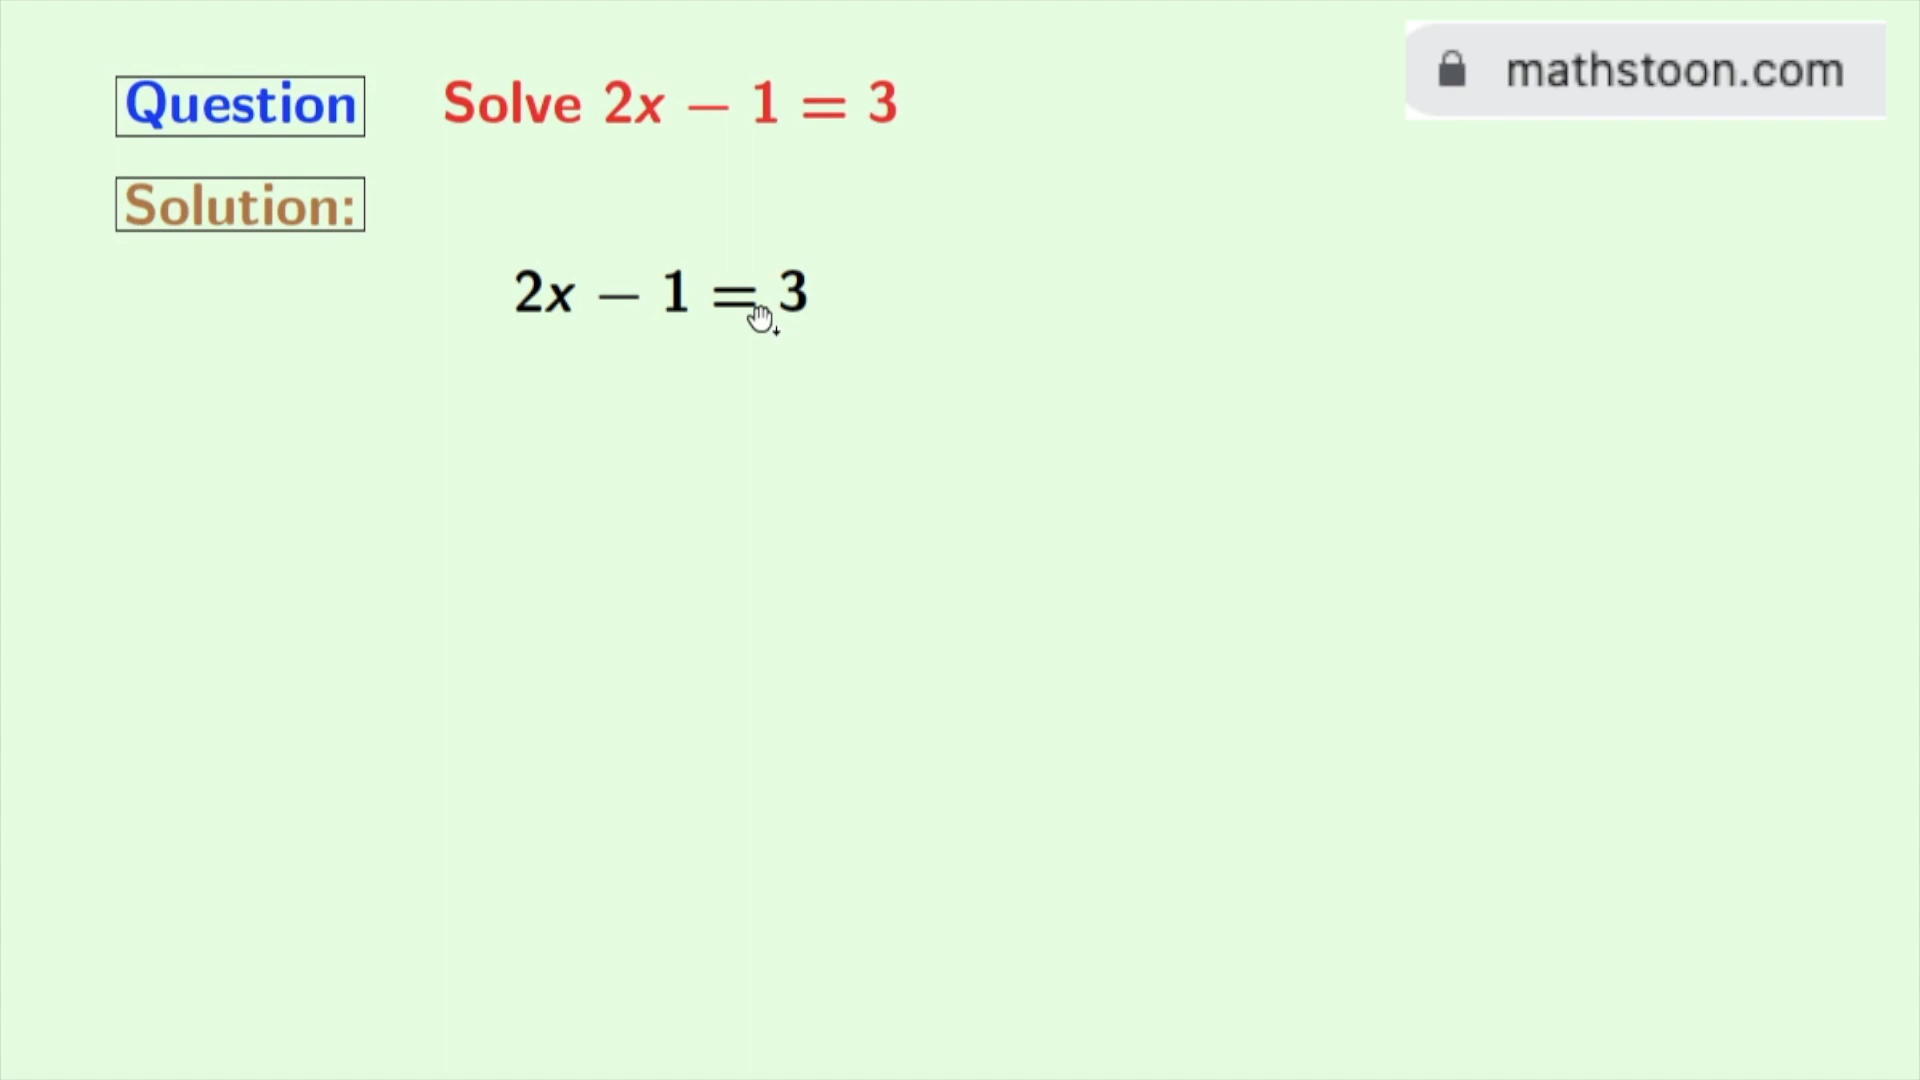 mathstoon.com
Question Solve 2x − 1 = 3
Solution:
2x − 1 = 3